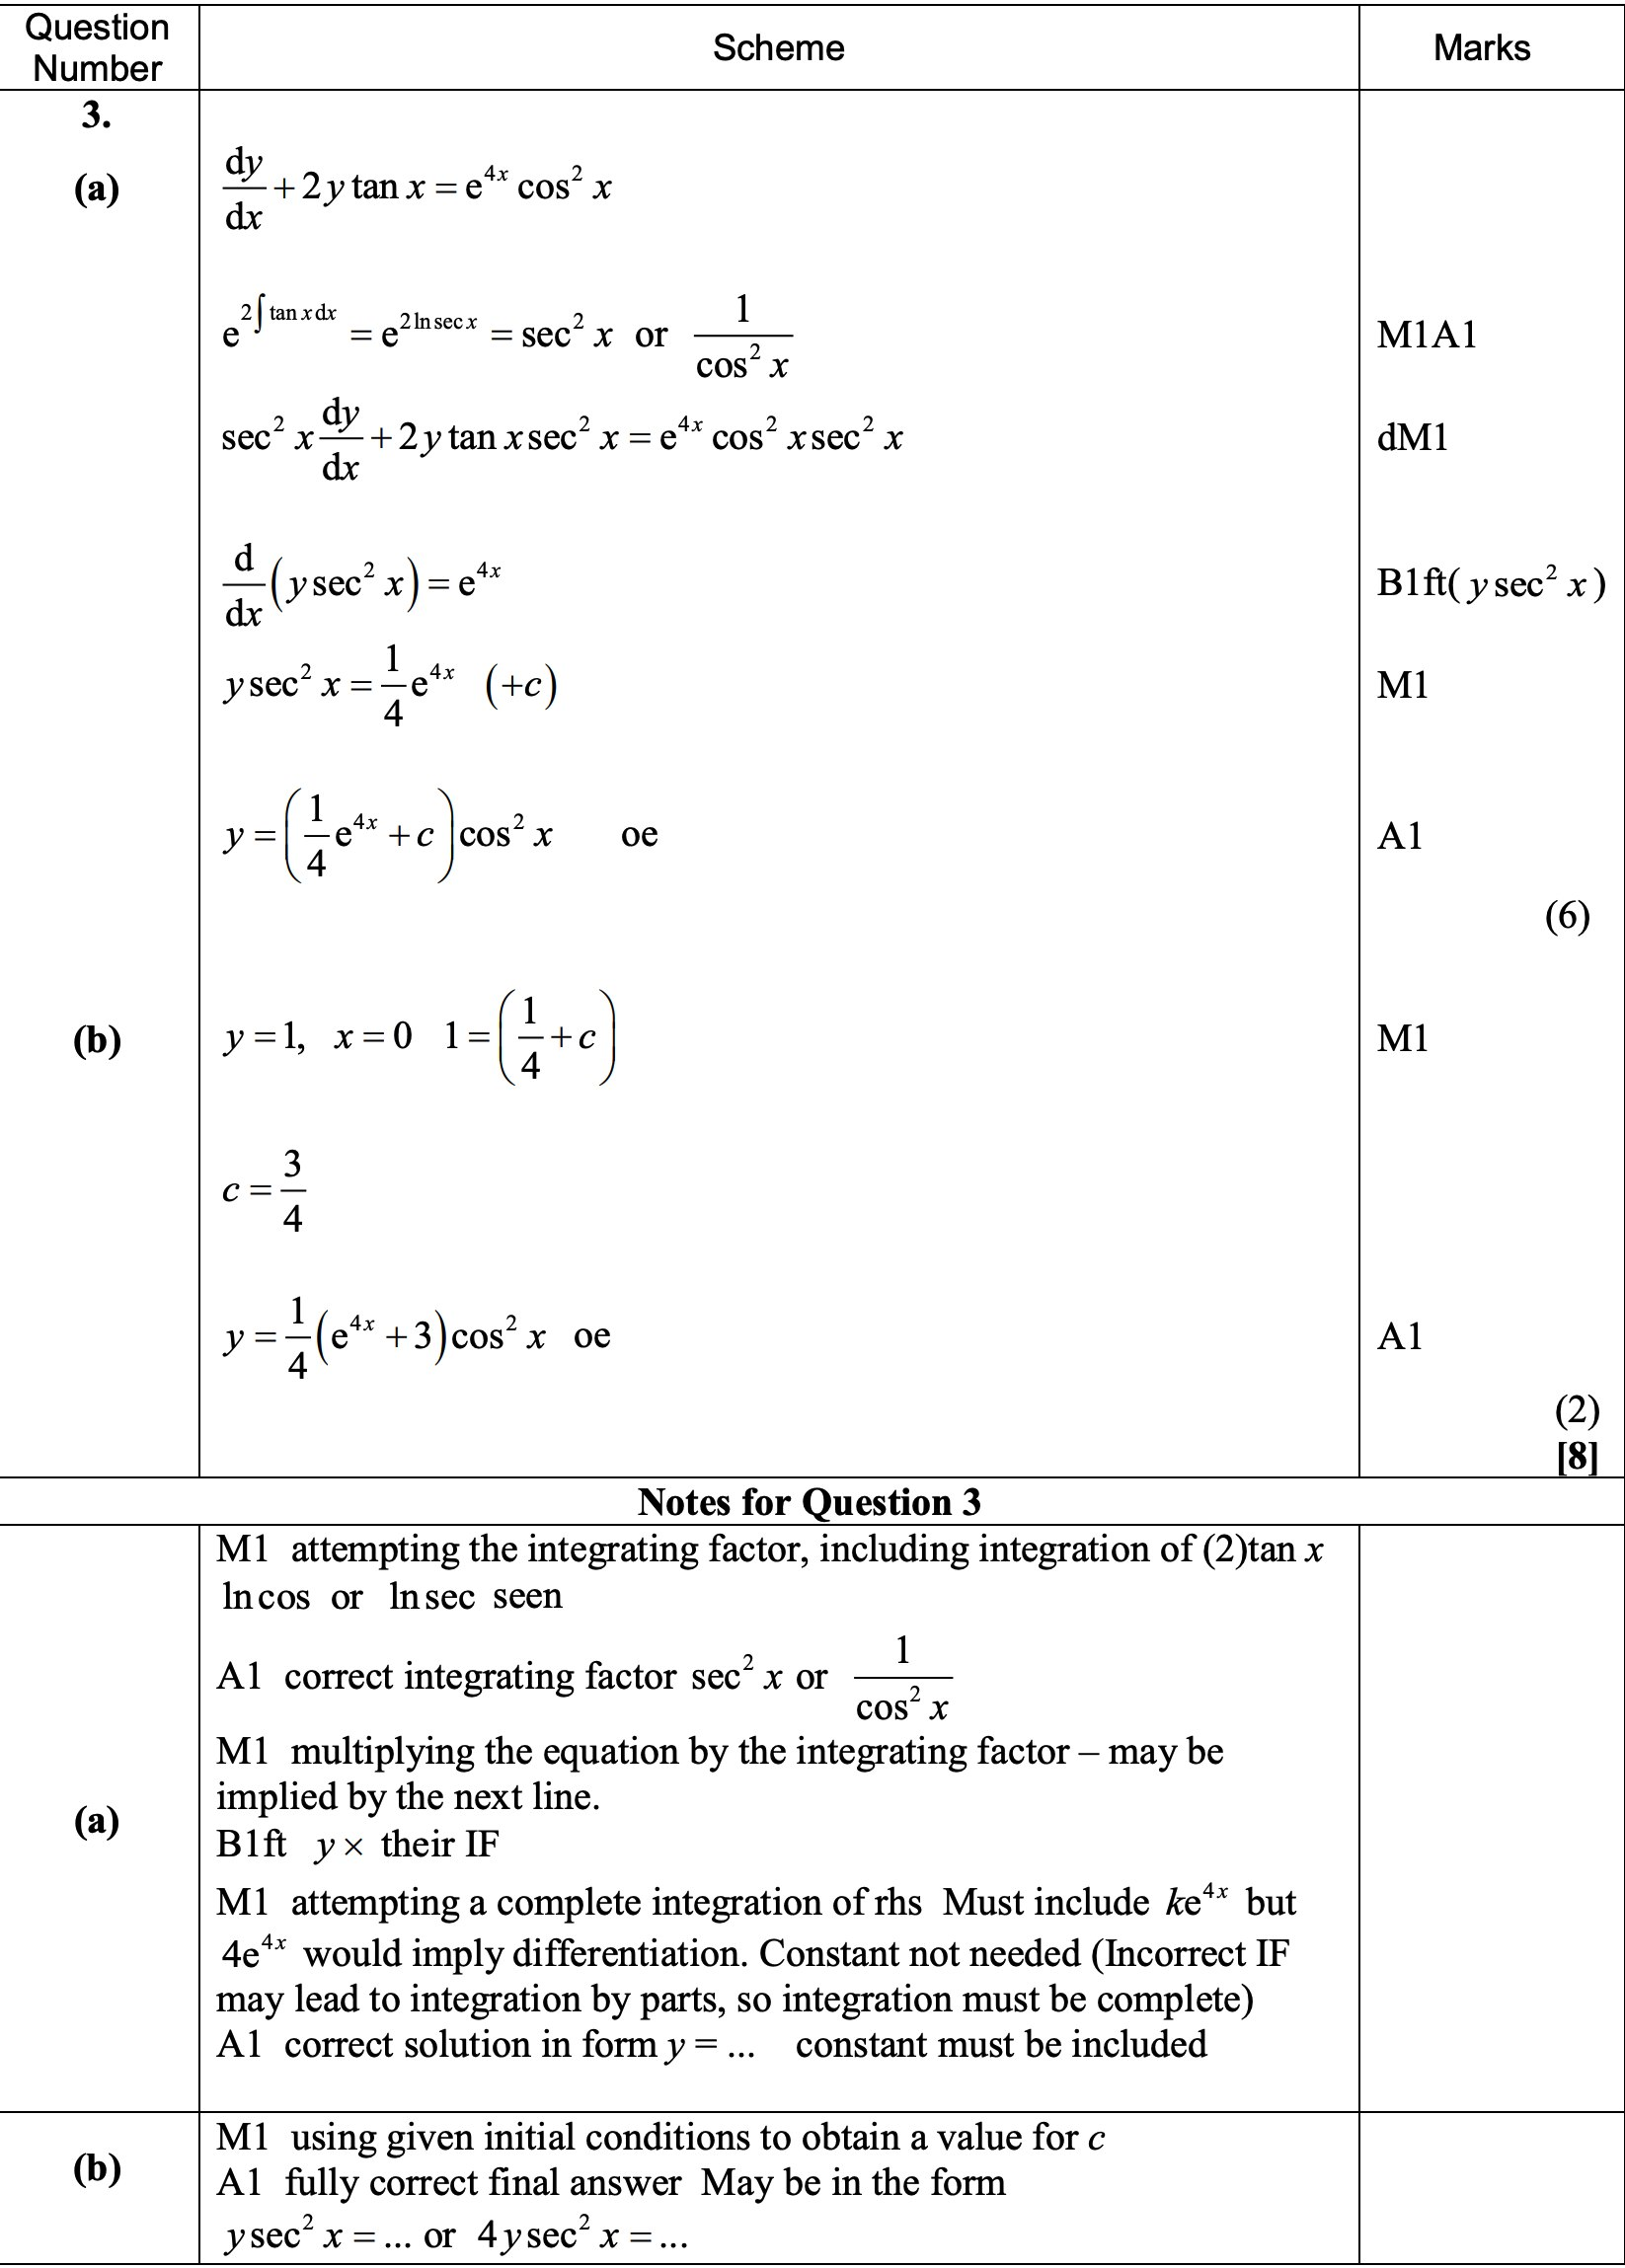 Question Number	Scheme	Marks
3.
(a) dy/dx + 2y tan x = e^{4x} cos² x
e^{2∫tan x dx} = e^{2 ln sec x} = sec² x or 1/cos² x	M1A1
sec² x dy/dx + 2y tan x sec² x = e^{4x} cos² x sec² x	dM1
d/dx (y sec² x) = e^{4x}	B1ft( y sec² x )
y sec² x = 1/4 e^{4x} (+c)	M1
y = (1/4 e^{4x} + c) cos² x oe	A1
(6)
(b) y = 1, x = 0 1 = (1/4 + c)	M1
c = 3/4
y = 1/4 (e^{4x} + 3) cos² x oe	A1
(2)
[8]
Notes for Question 3
M1 attempting the integrating factor, including integration of (2)tan x
ln cos or ln sec seen
A1 correct integrating factor sec² x or 1/cos² x
M1 multiplying the equation by the integrating factor – may be
implied by the next line.
(a)
B1ft y × their IF
M1 attempting a complete integration of rhs Must include ke^{4x} but
4e^{4x} would imply differentiation. Constant not needed (Incorrect IF
may lead to integration by parts, so integration must be complete)
A1 correct solution in form y = ... constant must be included
M1 using given initial conditions to obtain a value for c
(b)
A1 fully correct final answer May be in the form
y sec² x = ... or 4y sec² x = ...